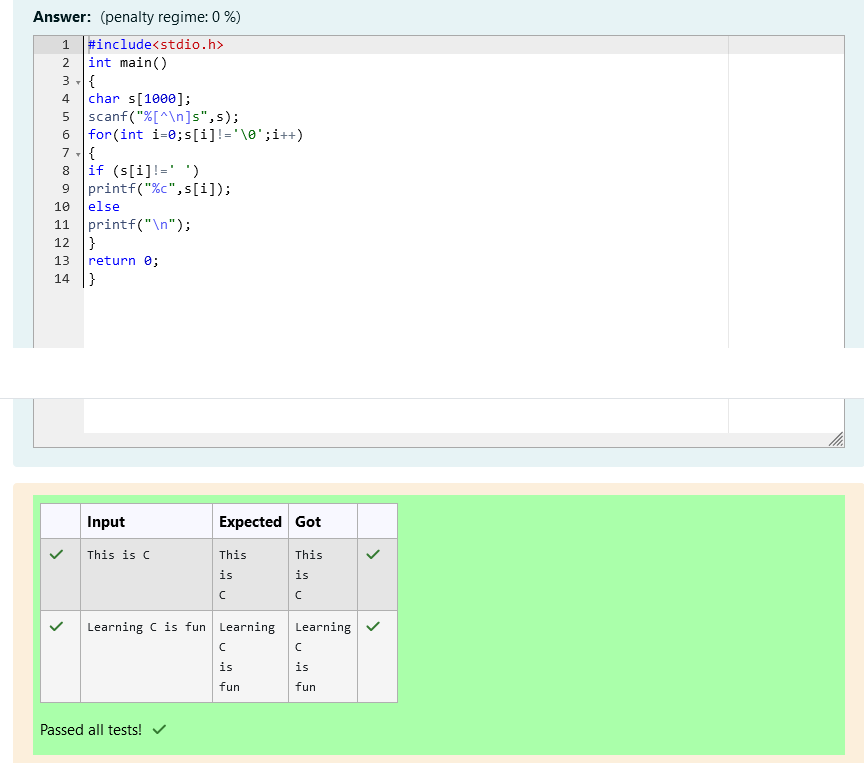 Answer: (penalty regime: 0 %)
1 #include<stdio.h>
2 int main()
3 {
4 char s[1000];
5 scanf("%[^\n]s",s);
6 for(int i=0;s[i]!='\0';i++)
7 {
8 if (s[i]!=' ')
9 printf("%c",s[i]);
10 else
11 printf("\n");
12 }
13 return 0;
14 }
Input Expected Got
This is C This This
is is
C C
Learning C is fun Learning Learning
C C
is is
fun fun
Passed all tests!